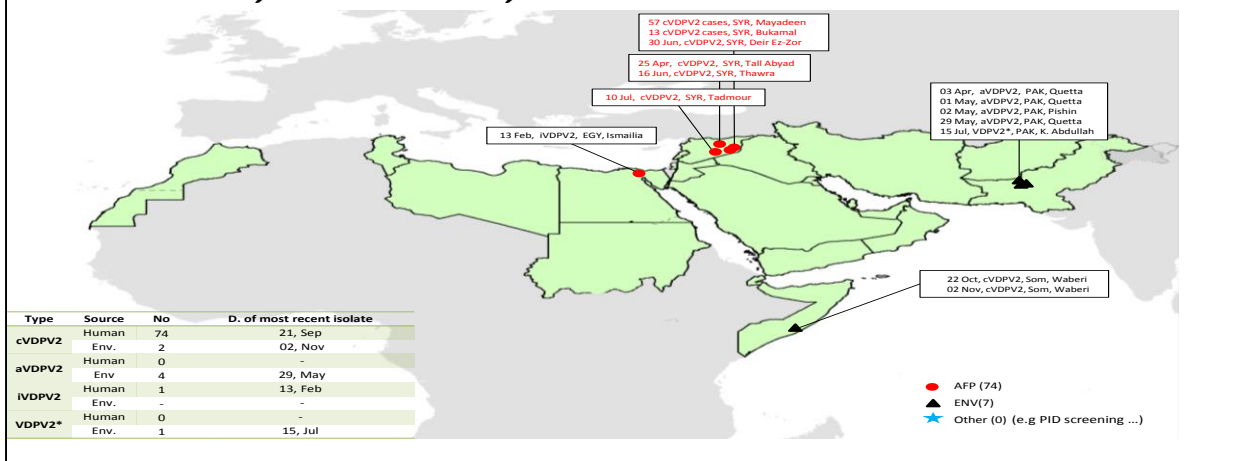 57 cVDPV2 cases, SYR, Mayadeen
13 cVDPV2 cases, SYR, Bukamal
30 Jun, cVDPV2, SYR, Deir Ez-Zor
25 Apr, cVDPV2, SYR, Tall Abyad
16 Jun, cVDPV2, SYR, Thawra
10 Jul, cVDPV2, SYR, Tadmour
13 Feb, iVDPV2, EGY, Ismailia
03 Apr, aVDPV2, PAK, Quetta
01 May, aVDPV2, PAK, Quetta
02 May, aVDPV2, PAK, Pishin
29 May, aVDPV2, PAK, Quetta
15 Jul, VDPV2*, PAK, K. Abdullah
22 Oct, cVDPV2, Som, Waberi
02 Nov, cVDPV2, Som, Waberi
Type Source No D. of most recent isolate
cVDPV2 Human 74 21, Sep
Env. 2 02, Nov
aVDPV2 Human 0 -
Env 4 29, May
iVDPV2 Human 1 13, Feb
Env. - -
VDPV2* Human 0 -
Env. 1 15, Jul
AFP (74)
ENV(7)
Other (0) (e.g PID screening ...)